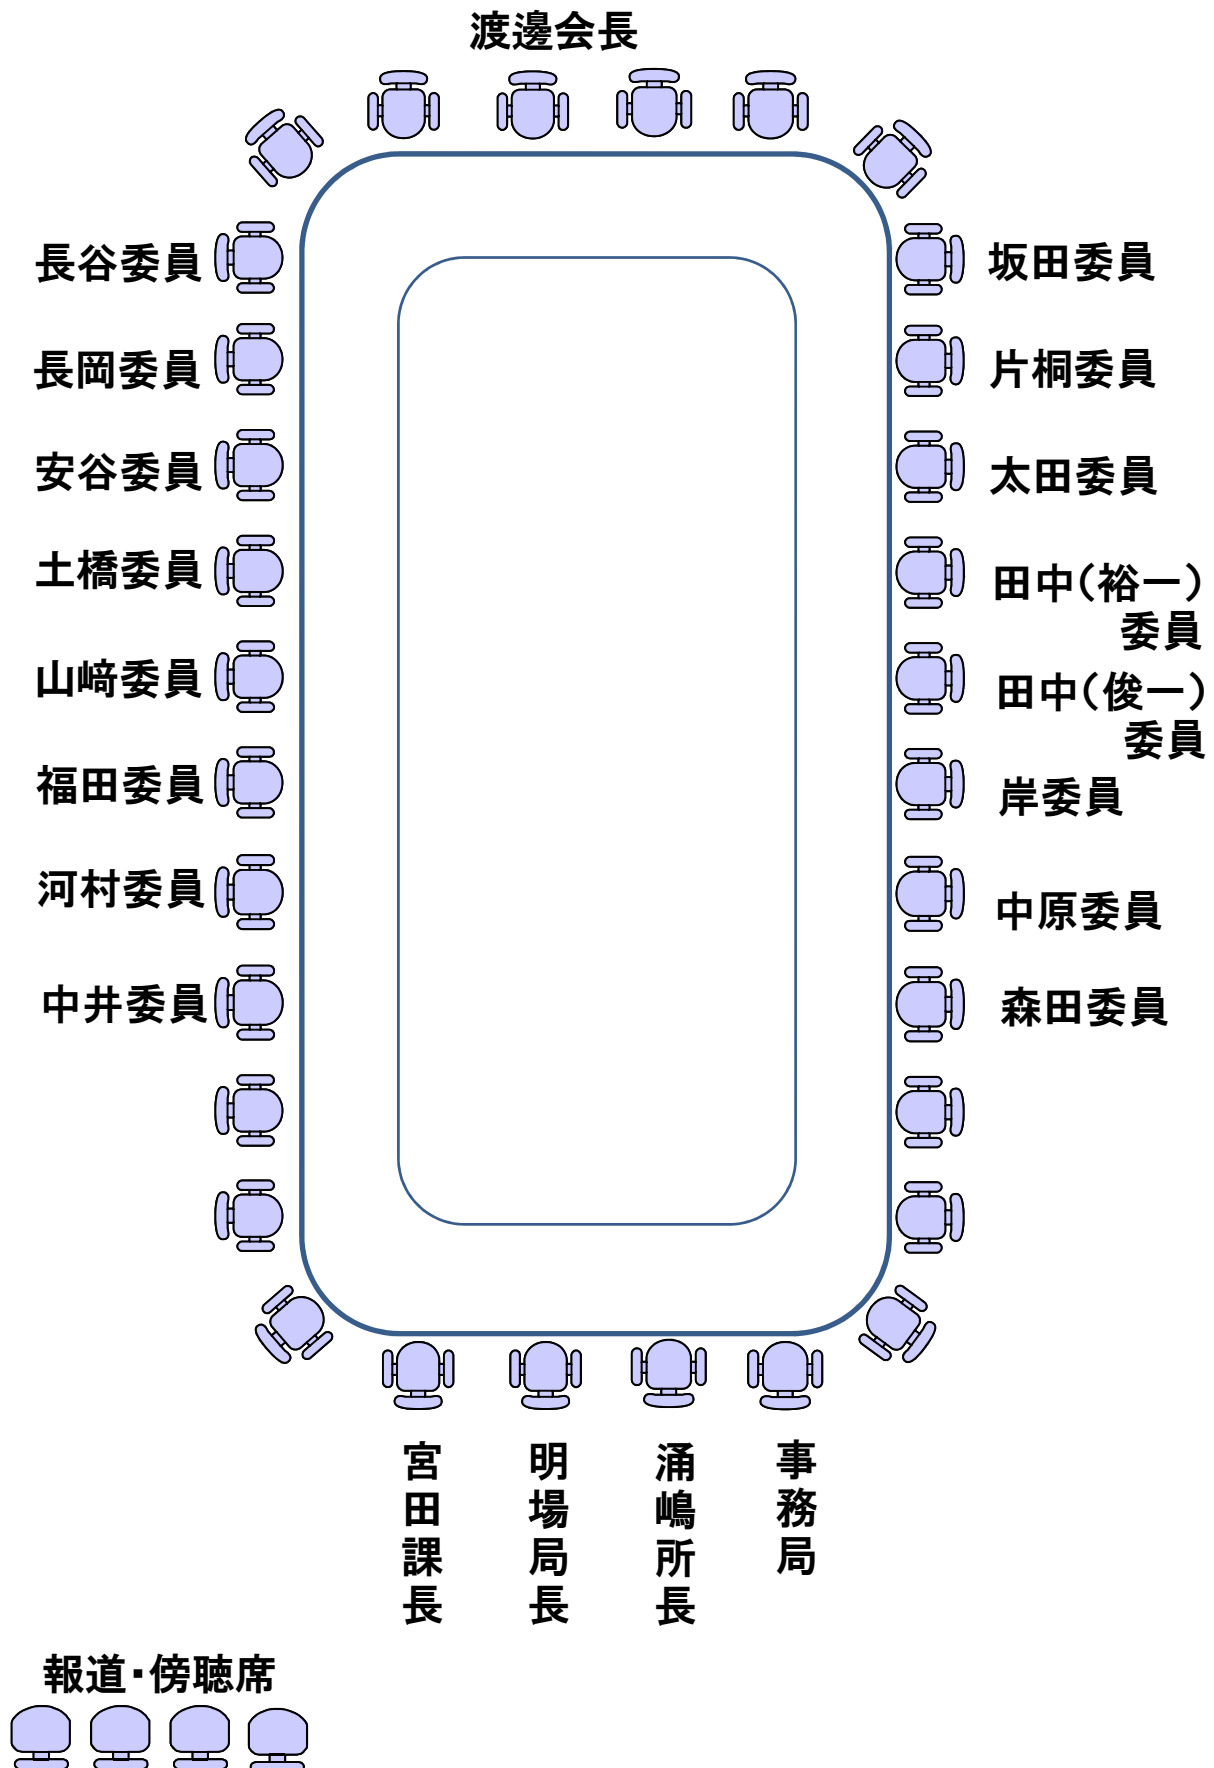 渡邊会長
長谷委員
長岡委員
安谷委員
土橋委員
山﨑委員
福田委員
河村委員
中井委員
坂田委員
片桐委員
太田委員
田中（裕一）
委員
田中（俊一）
委員
岸委員
中原委員
森田委員
宮田課長
明場局長
涌嶋所長
事務局
報道・傍聴席